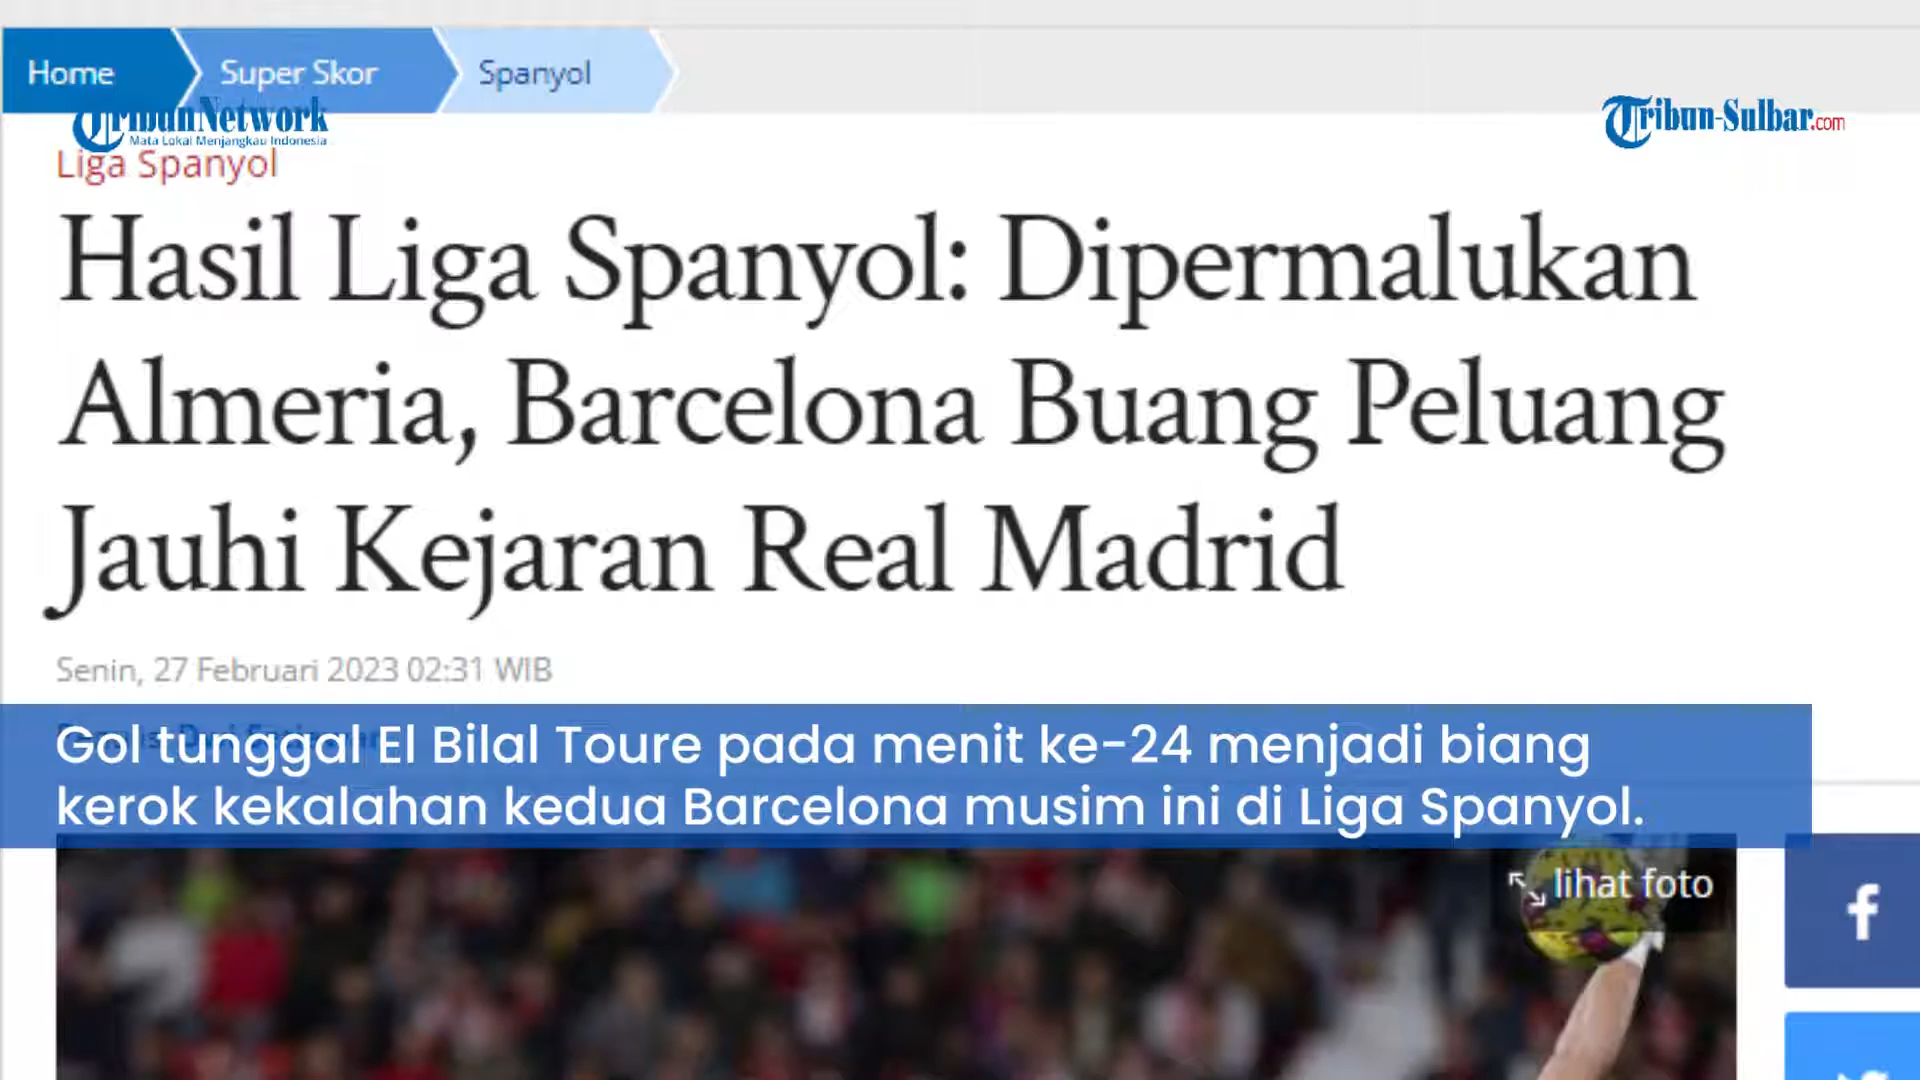 Home
Super Skor
Spanyol
TribunNetwork
Mata Lokal Menjangkau Indonesia
Tribun-Sulbar.com
Liga Spanyol
Hasil Liga Spanyol: Dipermalukan
Almeria, Barcelona Buang Peluang
Jauhi Kejaran Real Madrid
Senin, 27 Februari 2023 02:31 WIB
Gol tunggal El Bilal Toure pada menit ke-24 menjadi biang
kerok kekalahan kedua Barcelona musim ini di Liga Spanyol.
lihat foto